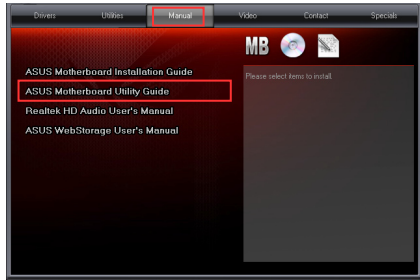 Drivers Utilities Manual Video Contact Specials
MB
ASUS Motherboard Installation Guide
Please select items to install.
ASUS Motherboard Utility Guide
Realtek HD Audio User's Manual
ASUS WebStorage User's Manual